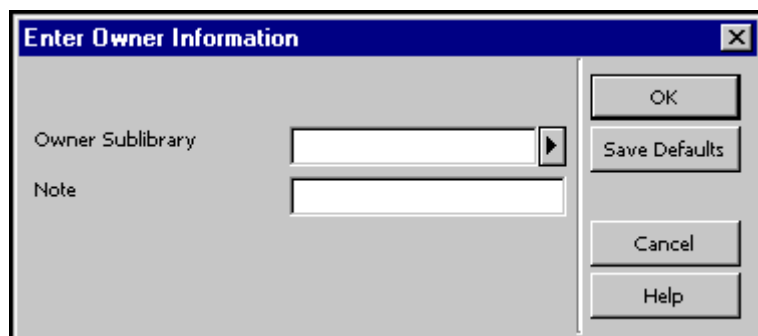 Enter Owner Information
OK
Owner Sublibrary
Save Defaults
Note
Cancel
Help